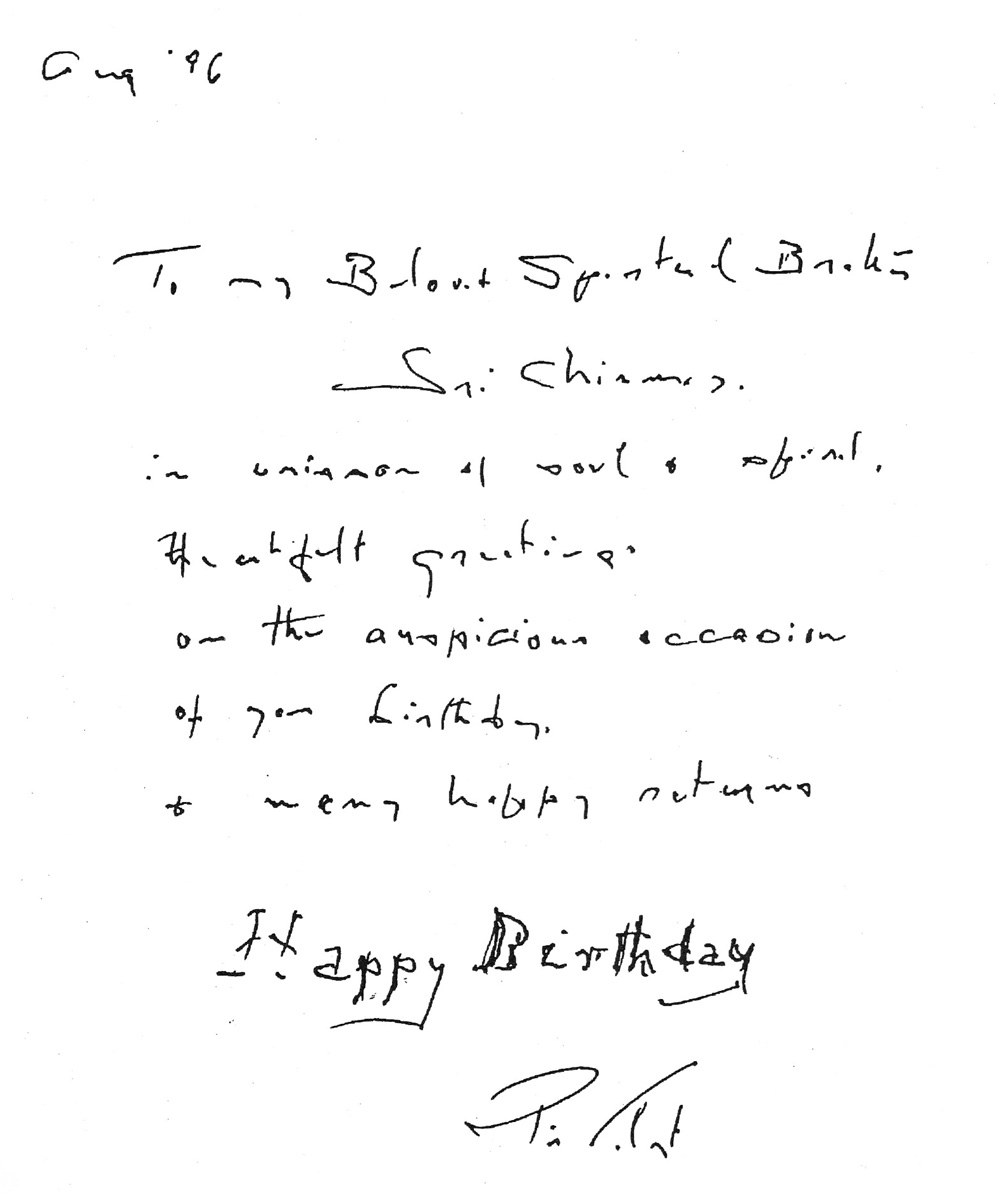 Aug '96
To my Beloved Spiritual Brother
Sri Chinmoy.
in unison of soul & spirit.
Heartfelt greetings
on the auspicious occasion
of your birthday.
& many happy returns
Happy Birthday